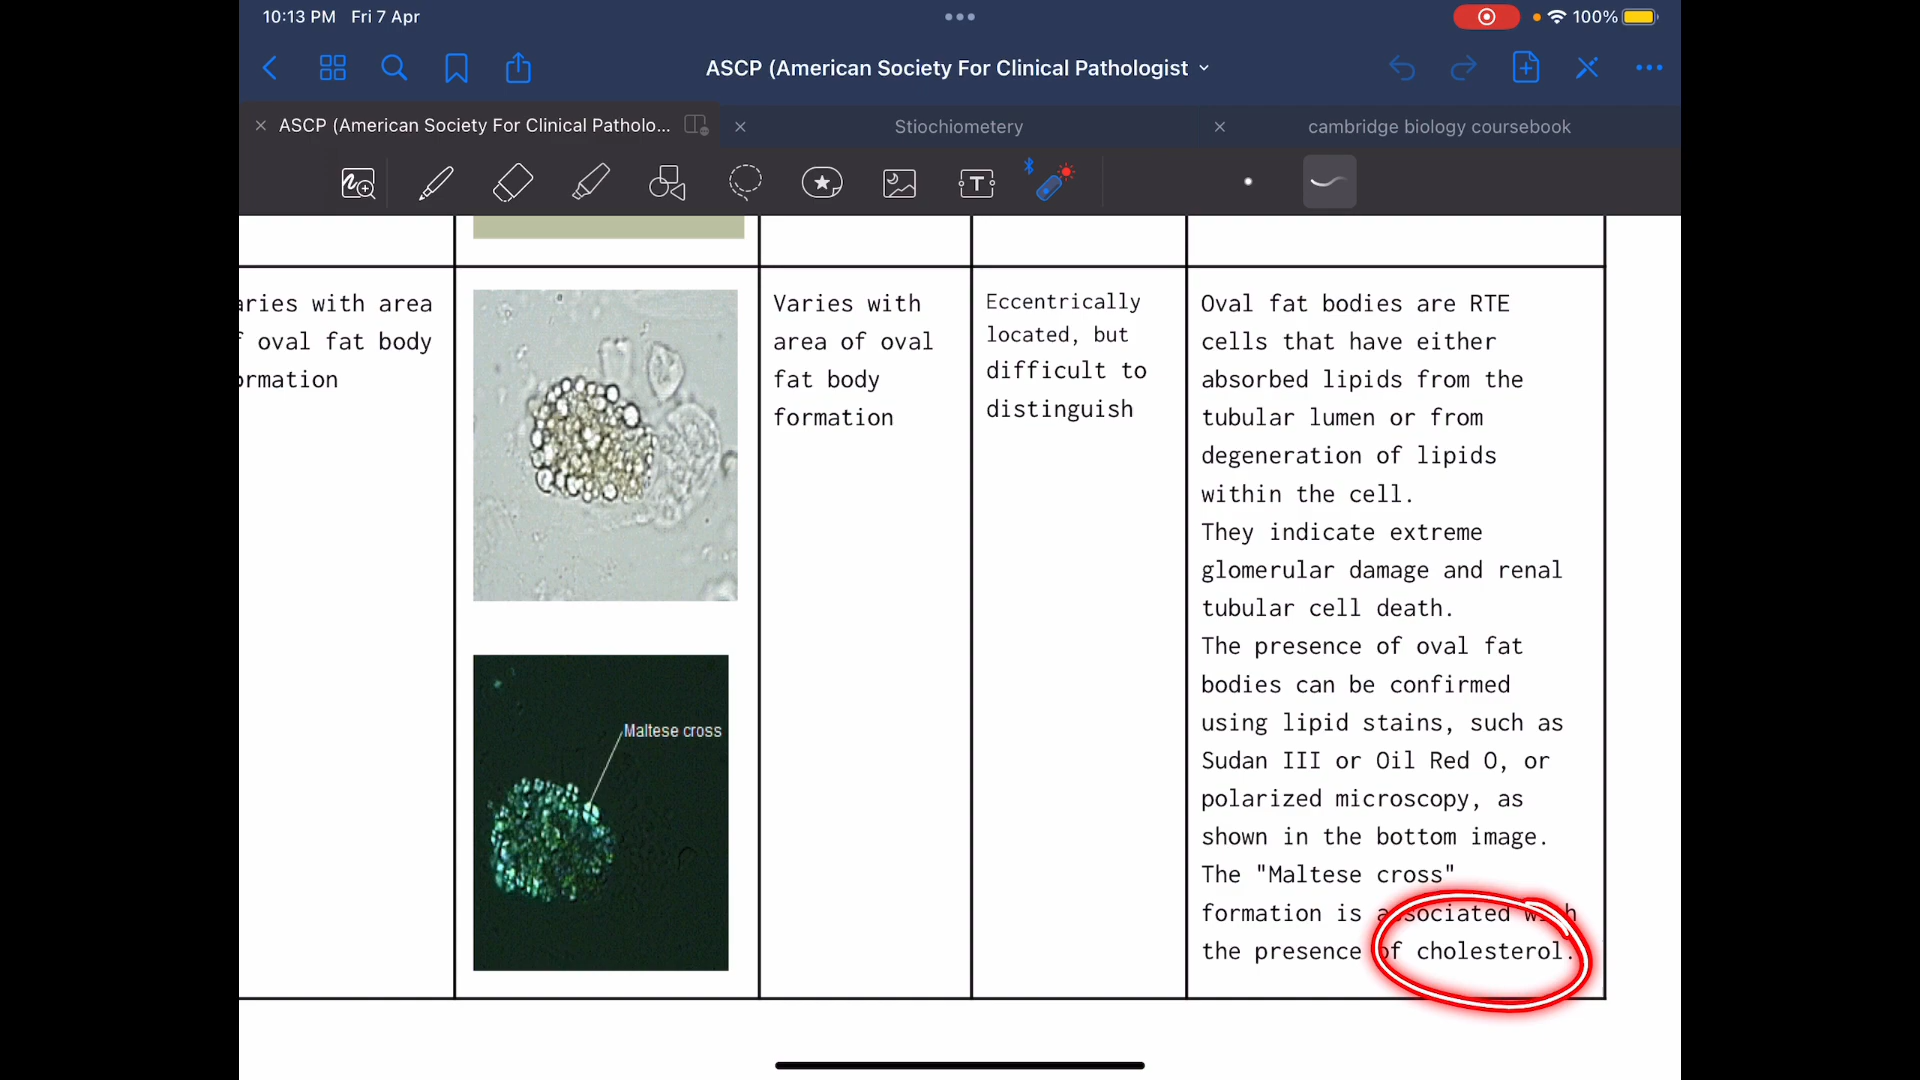 10:13 PM Fri 7 Apr
100%
ASCP (American Society For Clinical Pathologist
ASCP (American Society For Clinical Patholo...
Stiochiometery
cambridge biology coursebook
T
aries with area
f oval fat body
ormation
Maltese cross
Varies with
area of oval
fat body
formation
Eccentrically
located, but
difficult to
distinguish
Oval fat bodies are RTE
cells that have either
absorbed lipids from the
tubular lumen or from
degeneration of lipids
within the cell.
They indicate extreme
glomerular damage and renal
tubular cell death.
The presence of oval fat
bodies can be confirmed
using lipid stains, such as
Sudan III or Oil Red O, or
polarized microscopy, as
shown in the bottom image.
The "Maltese cross"
formation is associated with
the presence of cholesterol.